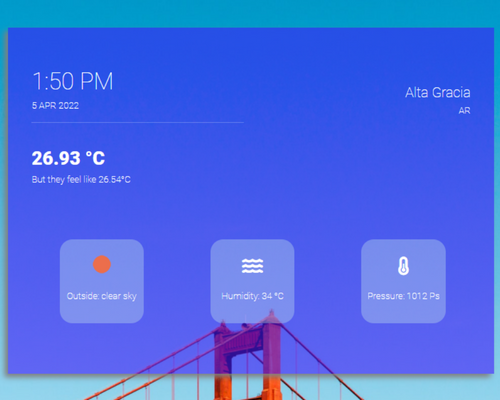 1:50 PM
5 APR 2022
Alta Gracia
AR
26.93 °C
But they feel like 26.54°C
Outside: clear sky
Humidity: 34 °C
Pressure: 1012 Ps